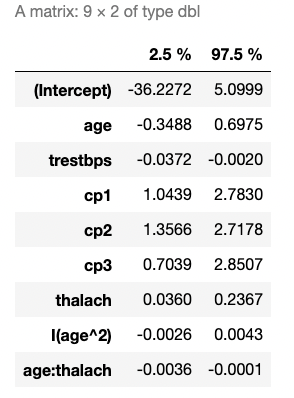 A matrix: 9 × 2 of type dbl
2.5 % 97.5 %
(Intercept) -36.2272 5.0999
age -0.3488 0.6975
trestbps -0.0372 -0.0020
cp1 1.0439 2.7830
cp2 1.3566 2.7178
cp3 0.7039 2.8507
thalach 0.0360 0.2367
I(age^2) -0.0026 0.0043
age:thalach -0.0036 -0.0001